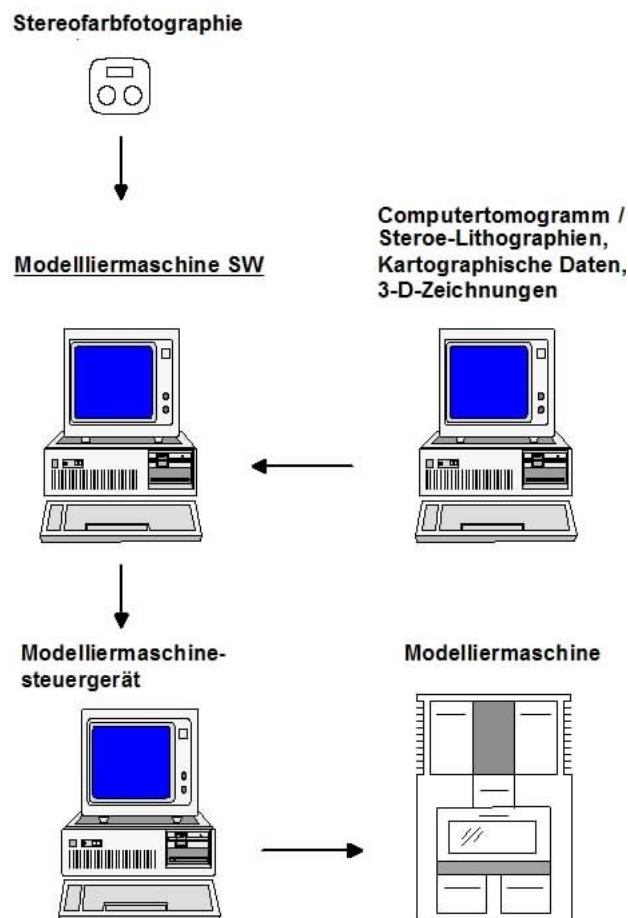 Stereofarbfotographie
Computertomogramm /
Steroe-Lithographien,
Kartographische Daten,
3-D-Zeichnungen
Modellliermaschine SW
Modelliermaschine-
steuergerät
Modelliermaschine